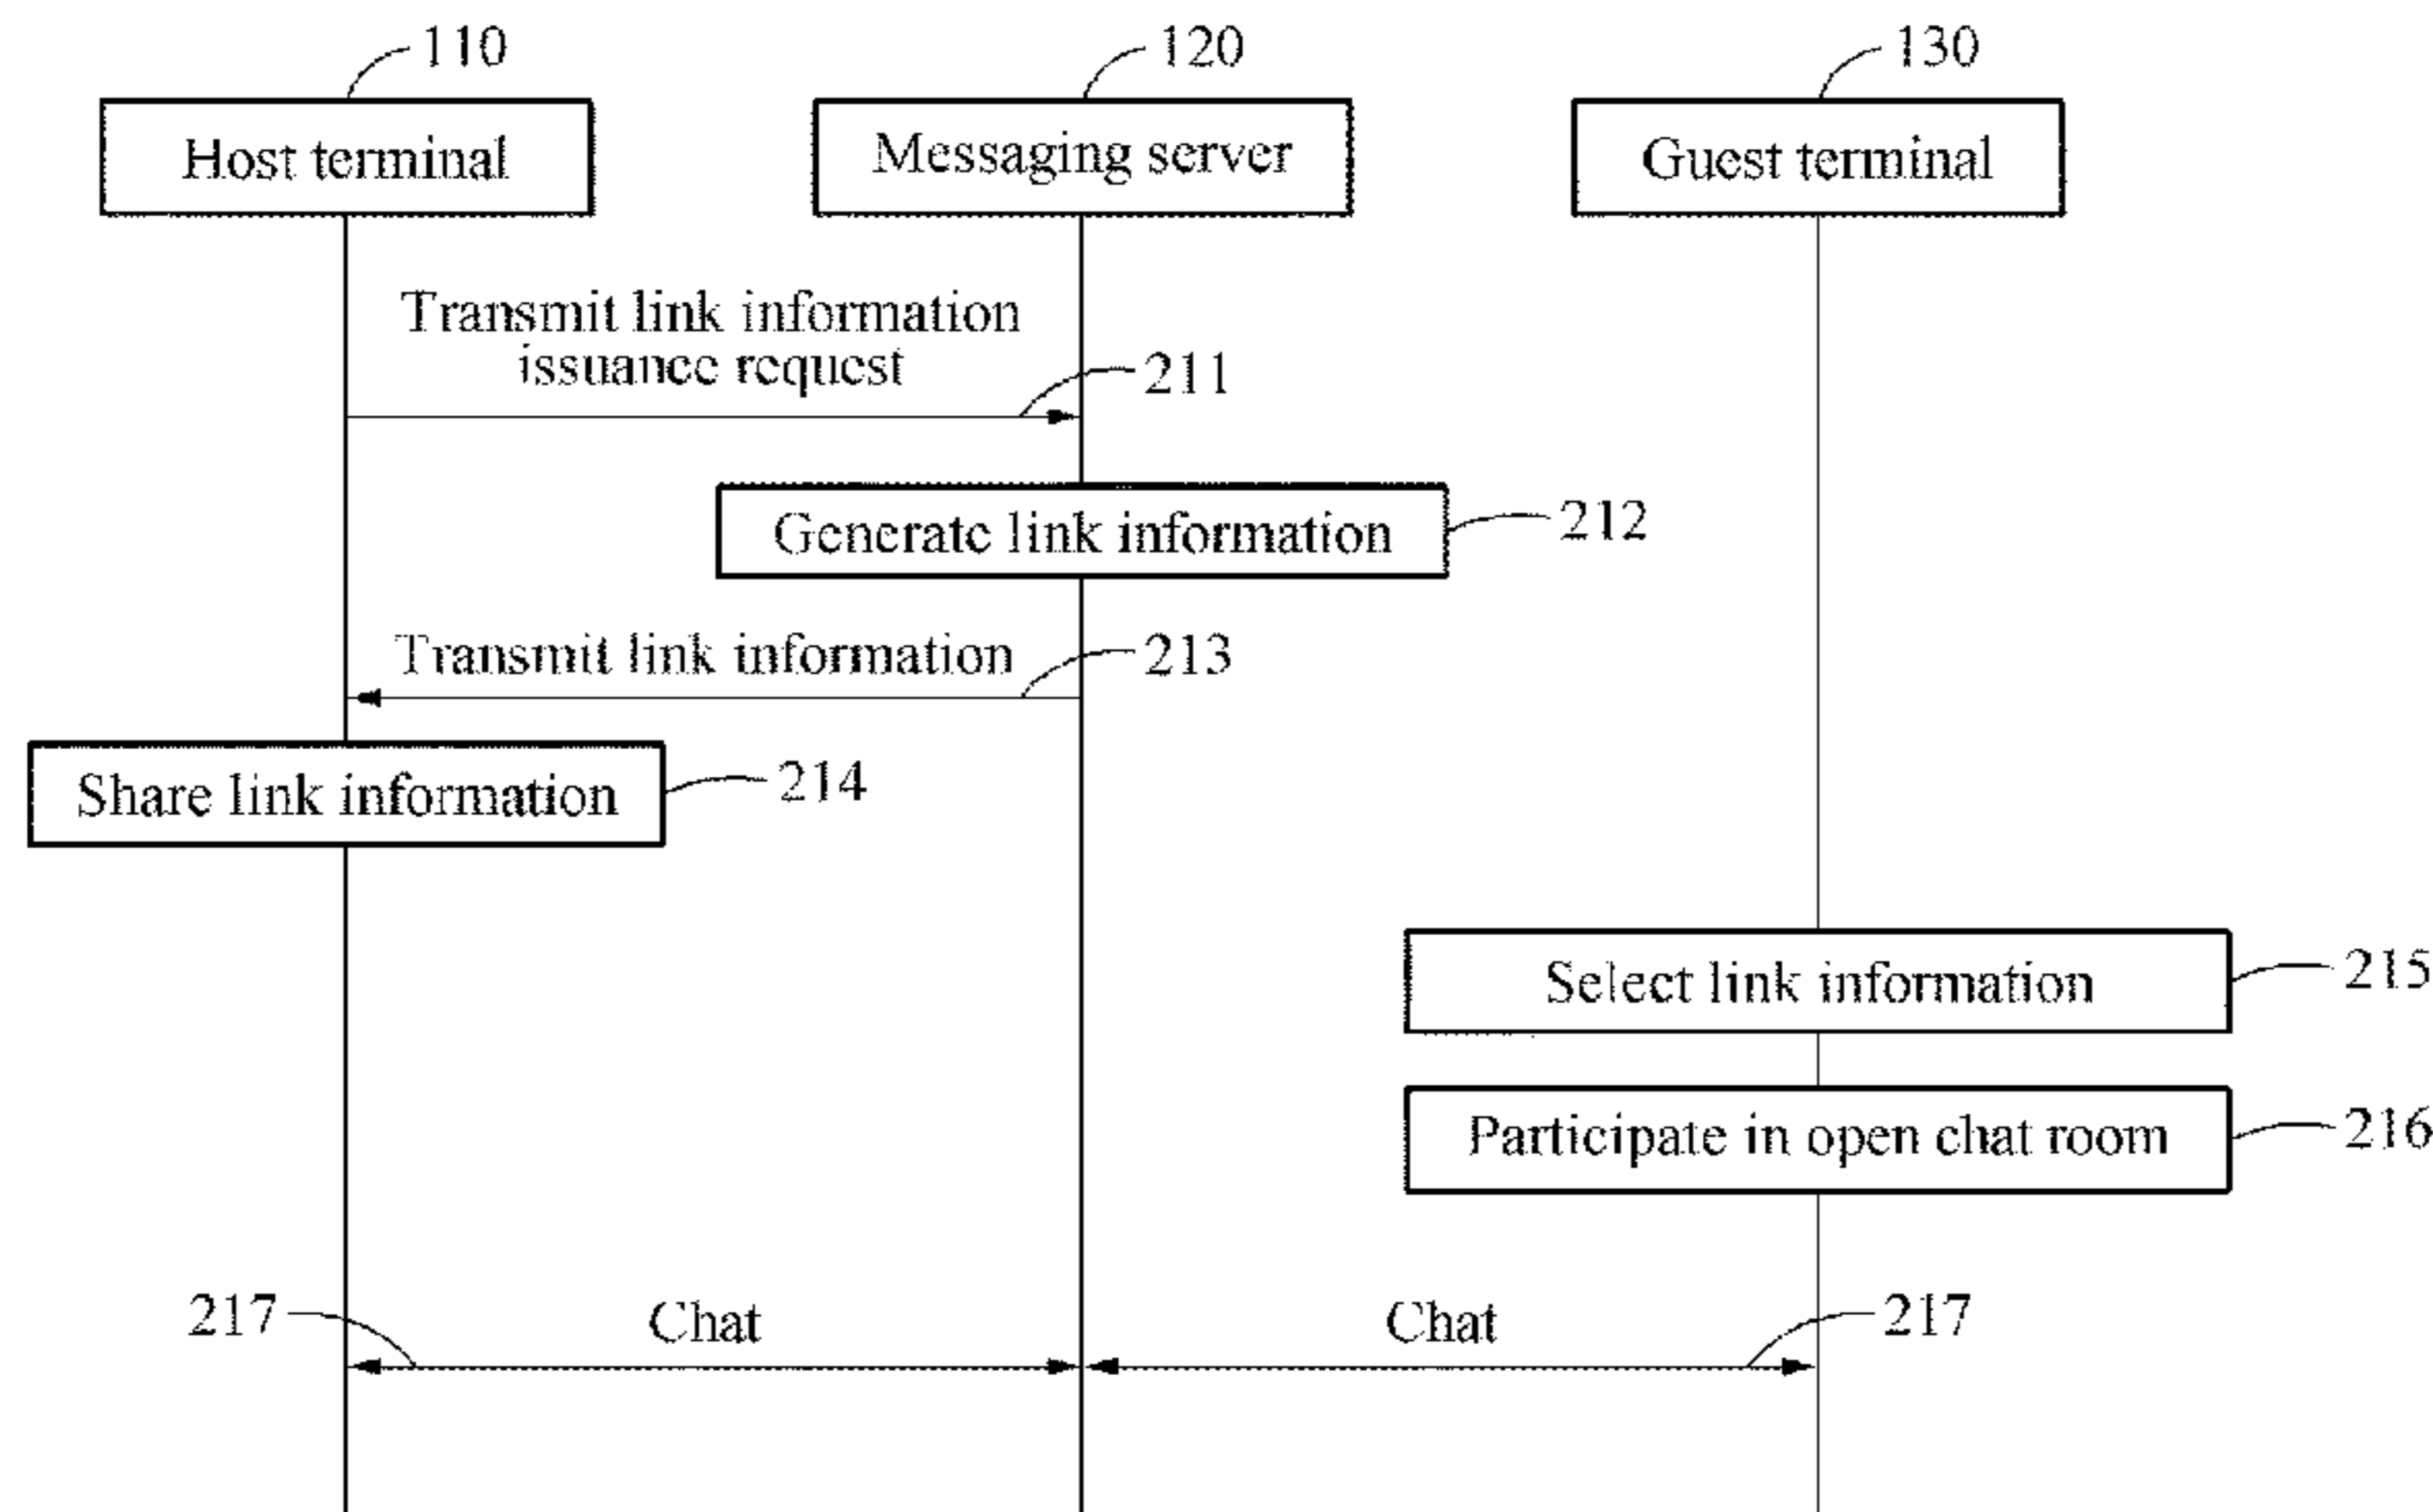 110
120
130
Host terminal
Messaging server
Guest terminal
Transmit link information
issuance request
211
Generate link information
212
Transmit link information
213
Share link information
214
Select link information
215
Participate in open chat room
216
217
Chat
Chat
217